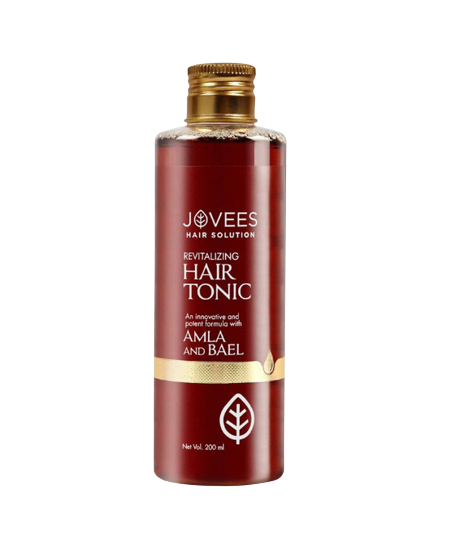 JOVEES
HAIR SOLUTION
REVITALIZING
HAIR
TONIC
An innovative and
potent formula with
AMLA
AND BAEL
Net Vol. 200 ml